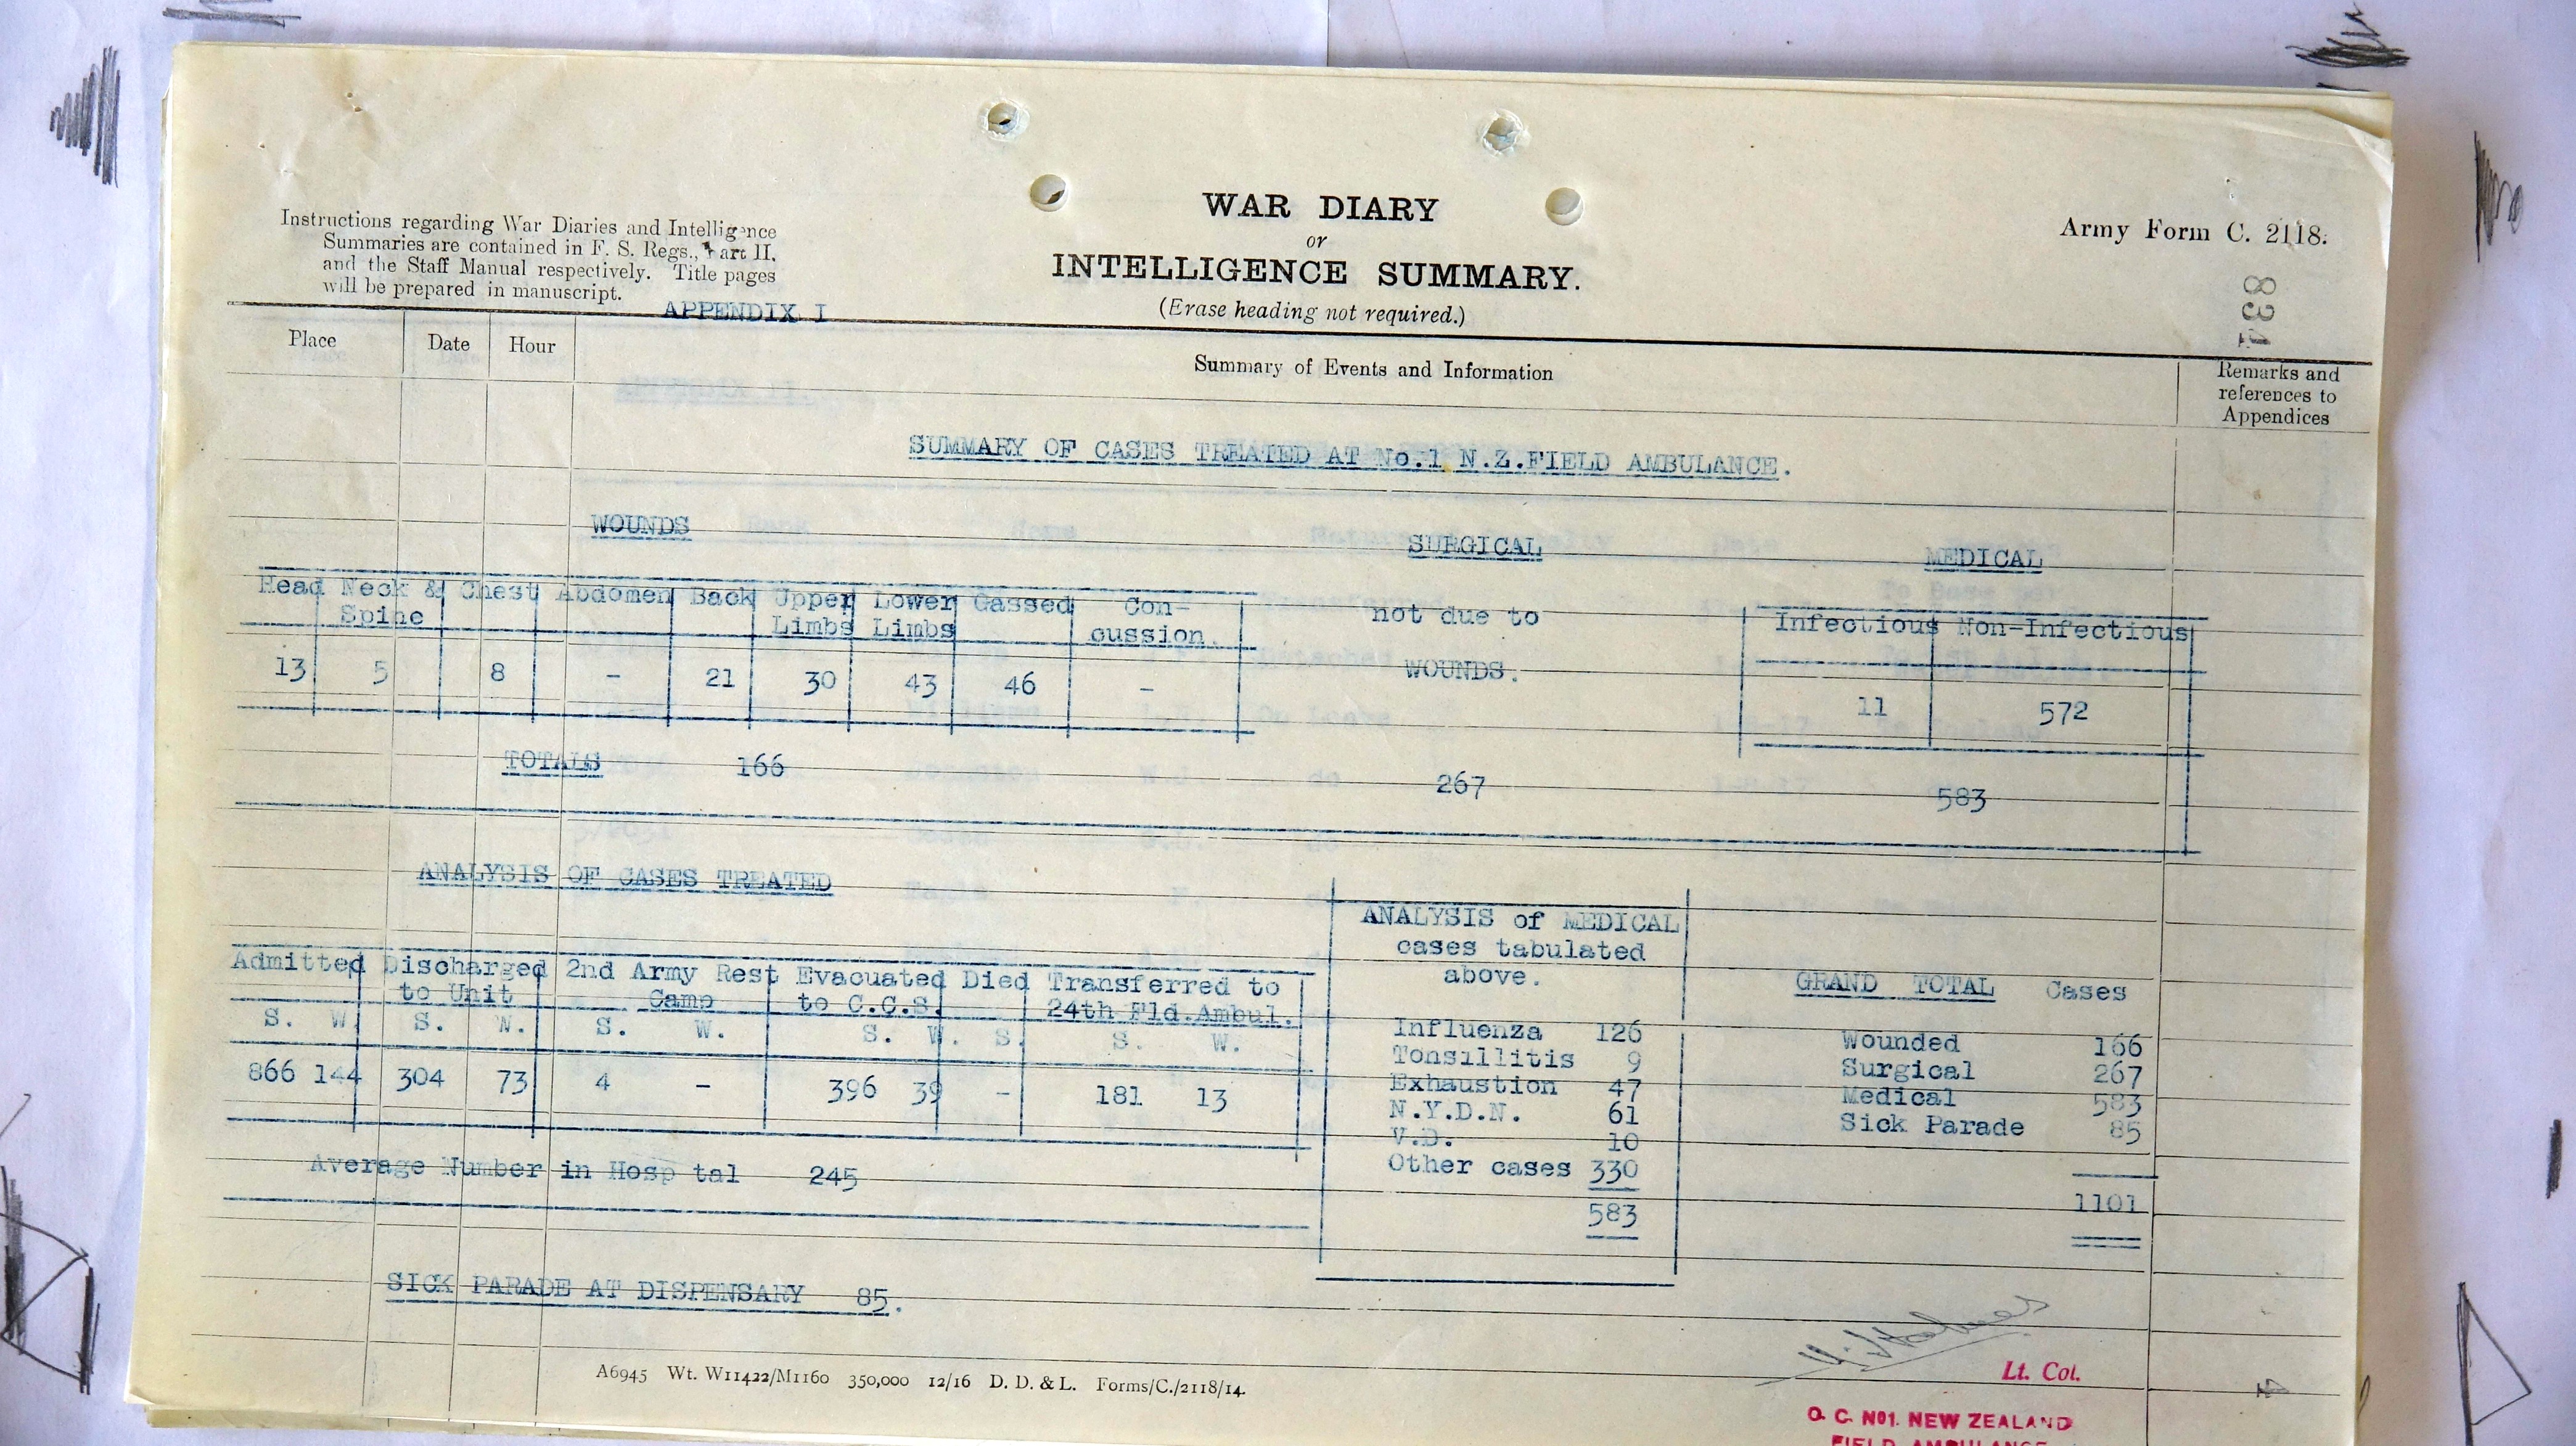 Instructions regarding War Diaries and Intelligence
Summaries are contained in F. S. Regs., Part II.
and the Staff Manual respectively. Title pages
will be prepared in manuscript.
WAR DIARY
or
INTELLIGENCE SUMMARY.
(Erase heading not required.)
Army Form C. 2118.
APPENDIX I
Place Date Hour Summary of Events and Information Remarks and
references to
Appendices
SUMMARY OF CASES TREATED AT No.1 N.Z.FIELD AMBULANCE.
WOUNDS SURGICAL MEDICAL
Head Neck & Chest Abdomen Back Upper Lower Gassed Con- not due to Infectious Non-Infectious
Spine Limbs Limbs cussion.
13 5 8 - 21 30 43 46 - WOUNDS. 11 572
TOTALS 166 267 583
ANALYSIS OF CASES TREATED
Admitted Discharged 2nd Army Rest Evacuated Died Transferred to
to Unit Camp to C.C.S. 24th Fld.Ambul.
S. W. S. W. S. W. S. W. S. S. W.
866 144 304 73 4 - 396 39 - 181 13
Average Number in Hosp tal 245
SICK PARADE AT DISPENSARY 85.
ANALYSIS of MEDICAL
cases tabulated
above.
Influenza 126
Tonsillitis 9
Exhaustion 47
N.Y.D.N. 61
V.D. 10
Other cases 330
583
GRAND TOTAL Cases
Wounded 166
Surgical 267
Medical 583
Sick Parade 85
1101
Lt. Col.
O. C. No1. NEW ZEALAND
FIELD AMBULANCE
A6945 Wt. W11422/M1160 350,000 12/16 D. D. & L. Forms/C./2118/14.
4